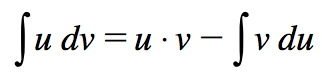 ∫u dv = u · v − ∫v du